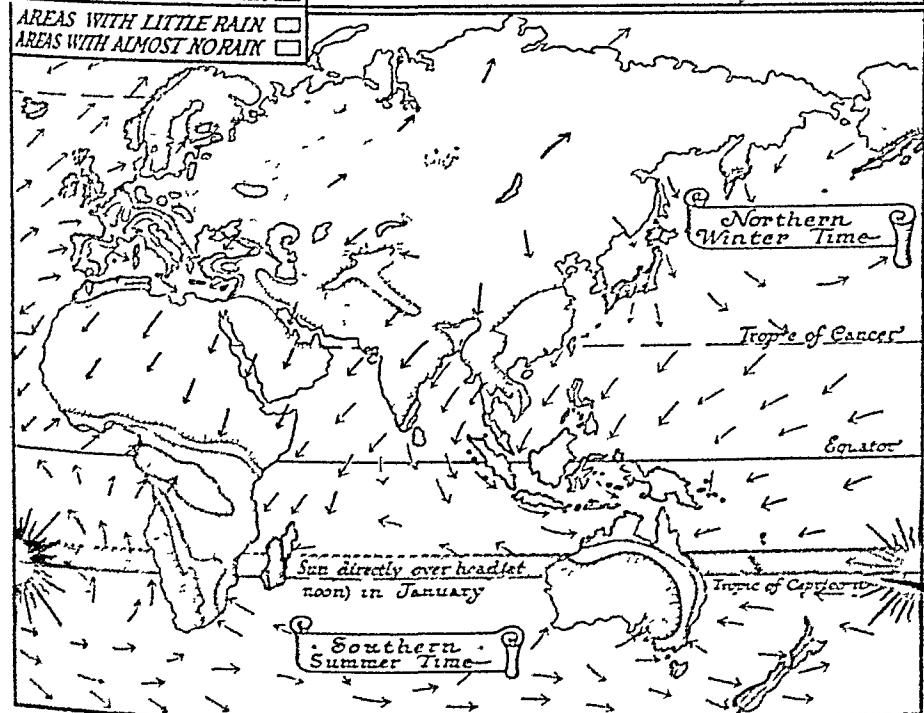 AREAS WITH LITTLE RAIN
AREAS WITH ALMOST NO RAIN
Northern
Winter Time
Tropic of Cancer
Equator
Sun directly over head (at
noon) in January
Tropic of Capricorn
Southern
Summer Time